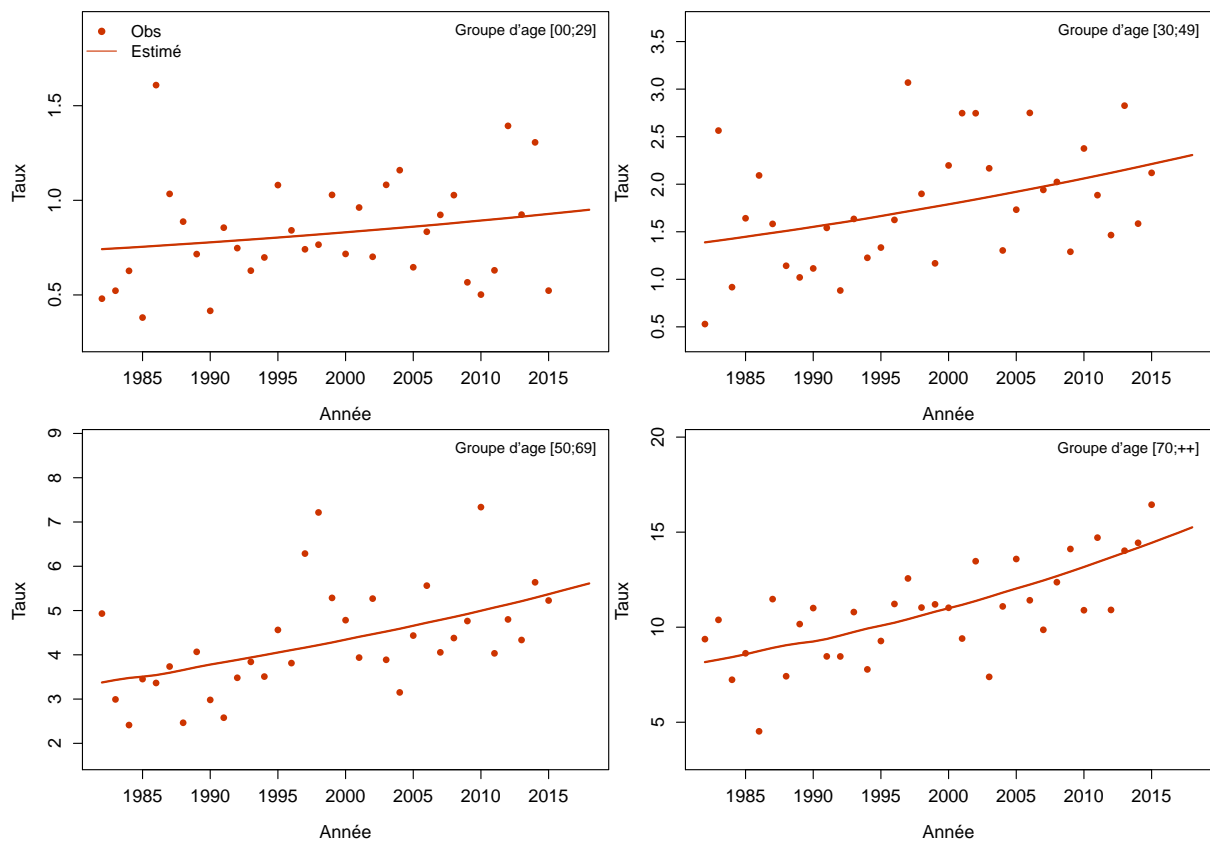 Obs
Estimé
Groupe d'age [00;29]
Taux
1.5
1.0
0.5
1985 1990 1995 2000 2005 2010 2015
Année
Groupe d'age [30;49]
Taux
3.5
3.0
2.5
2.0
1.5
1.0
0.5
1985 1990 1995 2000 2005 2010 2015
Année
Groupe d'age [50;69]
Taux
9
8
7
6
5
4
3
2
1985 1990 1995 2000 2005 2010 2015
Année
Groupe d'age [70;++]
Taux
20
15
10
5
1985 1990 1995 2000 2005 2010 2015
Année